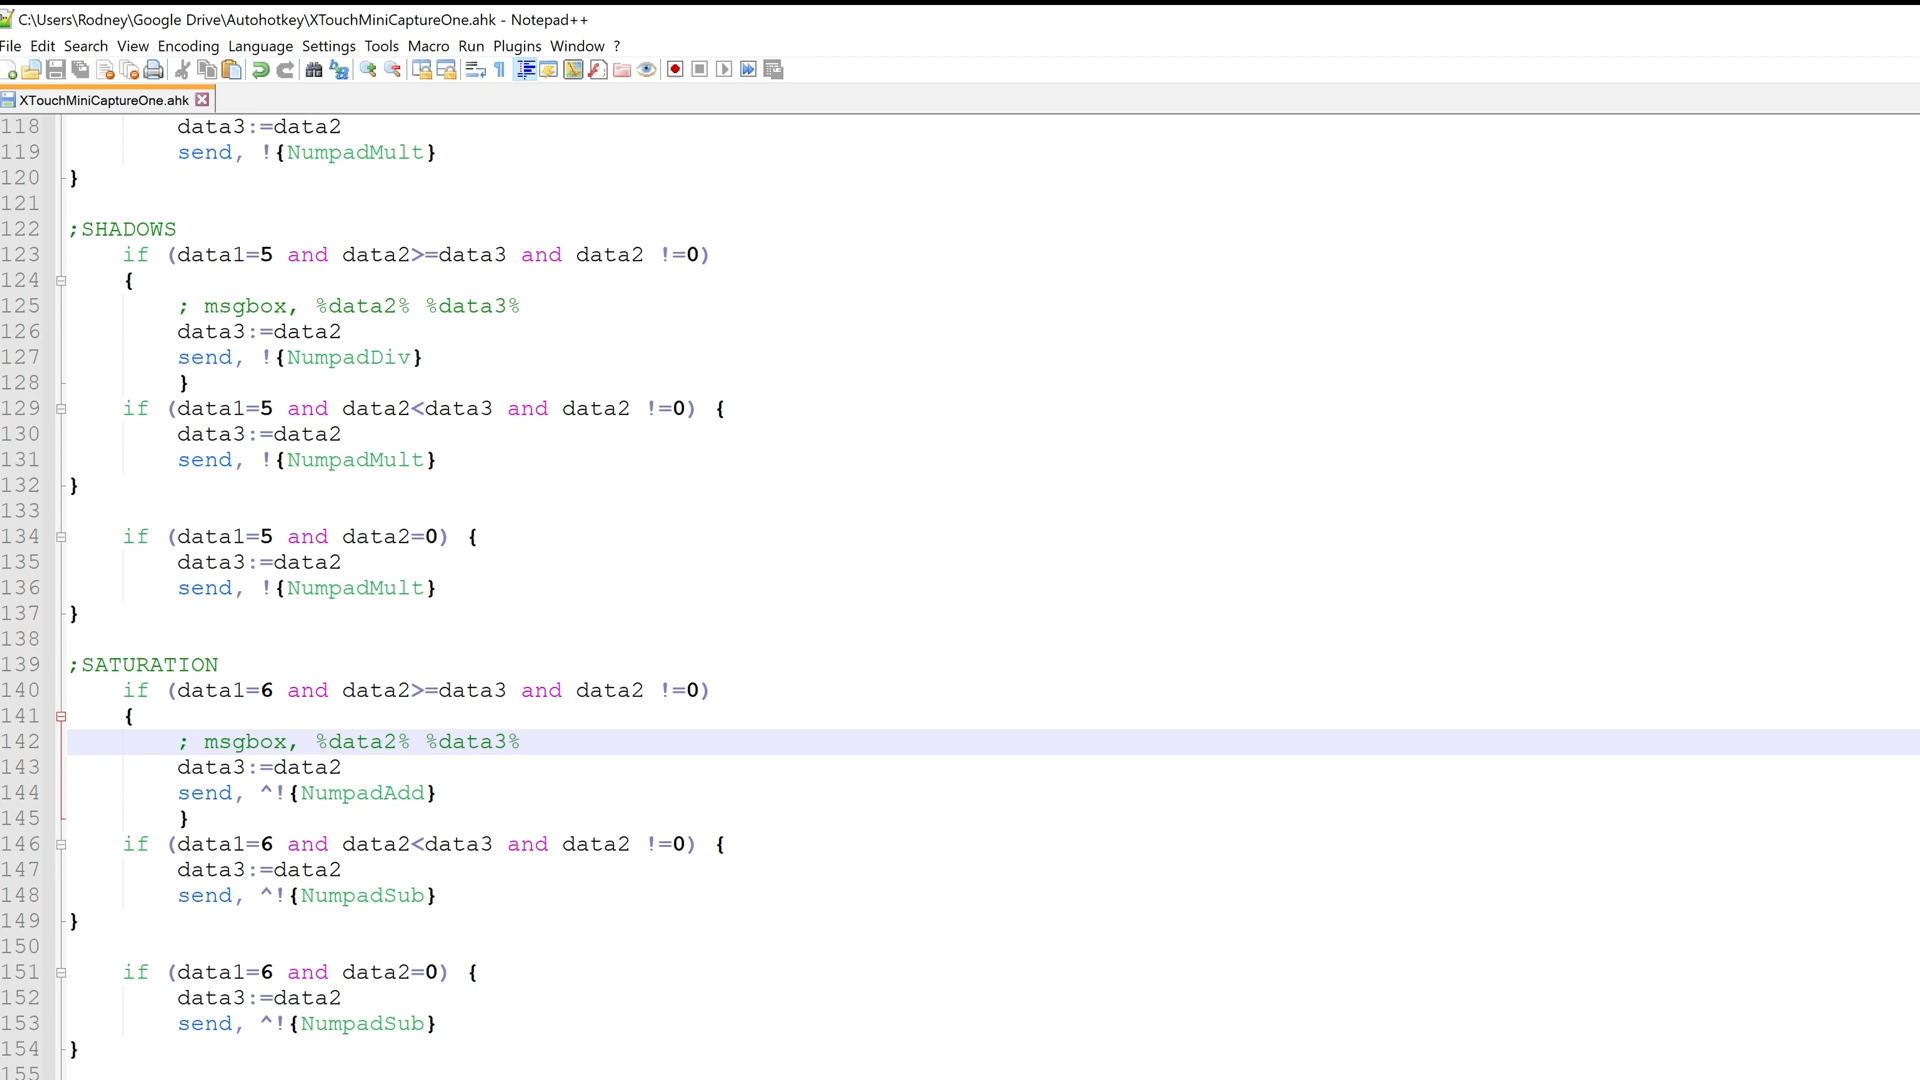 C:\Users\Rodney\Google Drive\Autohotkey\XTouchMiniCaptureOne.ahk - Notepad++
File Edit Search View Encoding Language Settings Tools Macro Run Plugins Window ?
XTouchMiniCaptureOne.ahk
118 data3:=data2
119 send, !{NumpadMult}
120 }
121
122 ;SHADOWS
123 if (data1=5 and data2>=data3 and data2 !=0)
124 {
125 ; msgbox, %data2% %data3%
126 data3:=data2
127 send, !{NumpadDiv}
128 }
129 if (data1=5 and data2<data3 and data2 !=0) {
130 data3:=data2
131 send, !{NumpadMult}
132 }
133
134 if (data1=5 and data2=0) {
135 data3:=data2
136 send, !{NumpadMult}
137 }
138
139 ;SATURATION
140 if (data1=6 and data2>=data3 and data2 !=0)
141 {
142 ; msgbox, %data2% %data3%
143 data3:=data2
144 send, ^!{NumpadAdd}
145 }
146 if (data1=6 and data2<data3 and data2 !=0) {
147 data3:=data2
148 send, ^!{NumpadSub}
149 }
150
151 if (data1=6 and data2=0) {
152 data3:=data2
153 send, ^!{NumpadSub}
154 }
155